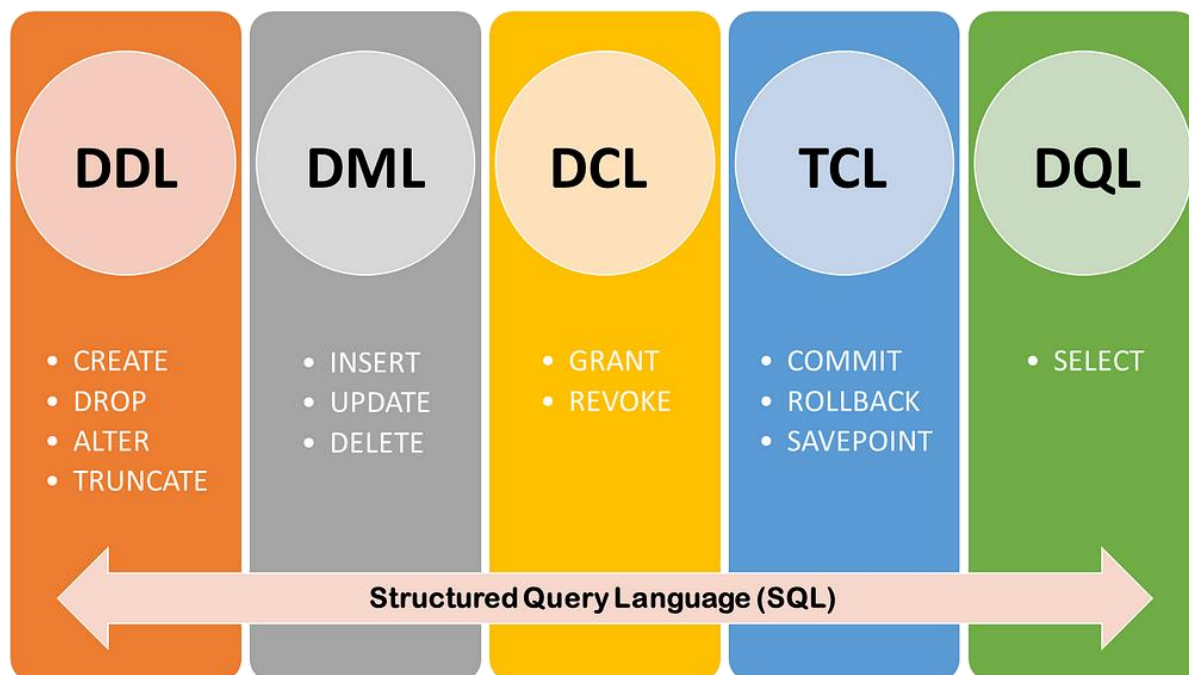 DDL
• CREATE
• DROP
• ALTER
• TRUNCATE
DML
• INSERT
• UPDATE
• DELETE
DCL
• GRANT
• REVOKE
TCL
• COMMIT
• ROLLBACK
• SAVEPOINT
DQL
• SELECT
Structured Query Language (SQL)